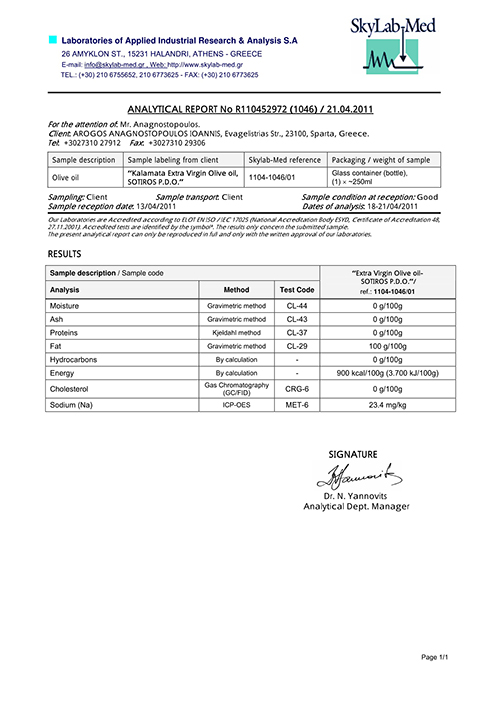 SkyLab-Med
Laboratories of Applied Industrial Research & Analysis S.A
26 AMYKLON ST., 15231 HALANDRI, ATHENS - GREECE
E-mail: info@skylab-med.gr , Web: http://www.skylab-med.gr
TEL.: (+30) 210 6755652, 210 6773625 - FAX: (+30) 210 6773625
ANALYTICAL REPORT No R110452972 (1046) / 21.04.2011
For the attention of: Mr. Anagnostopoulos.
Client: AROGOS ANAGNOSTOPOULOS IOANNIS, Evagelistrias Str., 23100, Sparta, Greece.
Tel: +3027310 27912 Fax: +3027310 29306
Sample description Sample labeling from client Skylab-Med reference Packaging / weight of sample
Olive oil "Kalamata Extra Virgin Olive oil, SOTIROS P.D.O." 1104-1046/01 Glass container (bottle), (1) × ~250ml
Sampling: Client Sample transport: Client Sample condition at reception: Good
Sample reception date: 13/04/2011 Dates of analysis: 18-21/04/2011
Our Laboratories are Accredited according to ELOT EN ISO / IEC 17025 (National Accreditation Body ESYD, Certificate of Accreditation 48,
27.11.2001). Accredited tests are identified by the symbol*. The results only concern the submitted sample.
The present analytical report can only be reproduced in full and only with the written approval of our laboratories.
RESULTS
Sample description / Sample code "Extra Virgin Olive oil- SOTIROS P.D.O."/ ref.: 1104-1046/01
Analysis Method Test Code
Moisture Gravimetric method CL-44 0 g/100g
Ash Gravimetric method CL-43 0 g/100g
Proteins Kjeldahl method CL-37 0 g/100g
Fat Gravimetric method CL-29 100 g/100g
Hydrocarbons By calculation - 0 g/100g
Energy By calculation - 900 kcal/100g (3.700 kJ/100g)
Cholesterol Gas Chromatography (GC/FID) CRG-6 0 g/100g
Sodium (Na) ICP-OES MET-6 23.4 mg/kg
SIGNATURE
Dr. N. Yannovits
Analytical Dept. Manager
Page 1/1